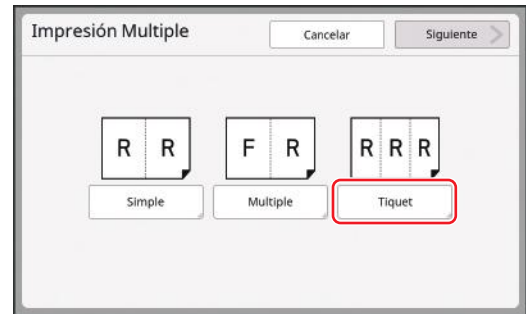 Impresión Multiple
Cancelar
Siguiente
R R
F R
R R R
Simple
Multiple
Tiquet